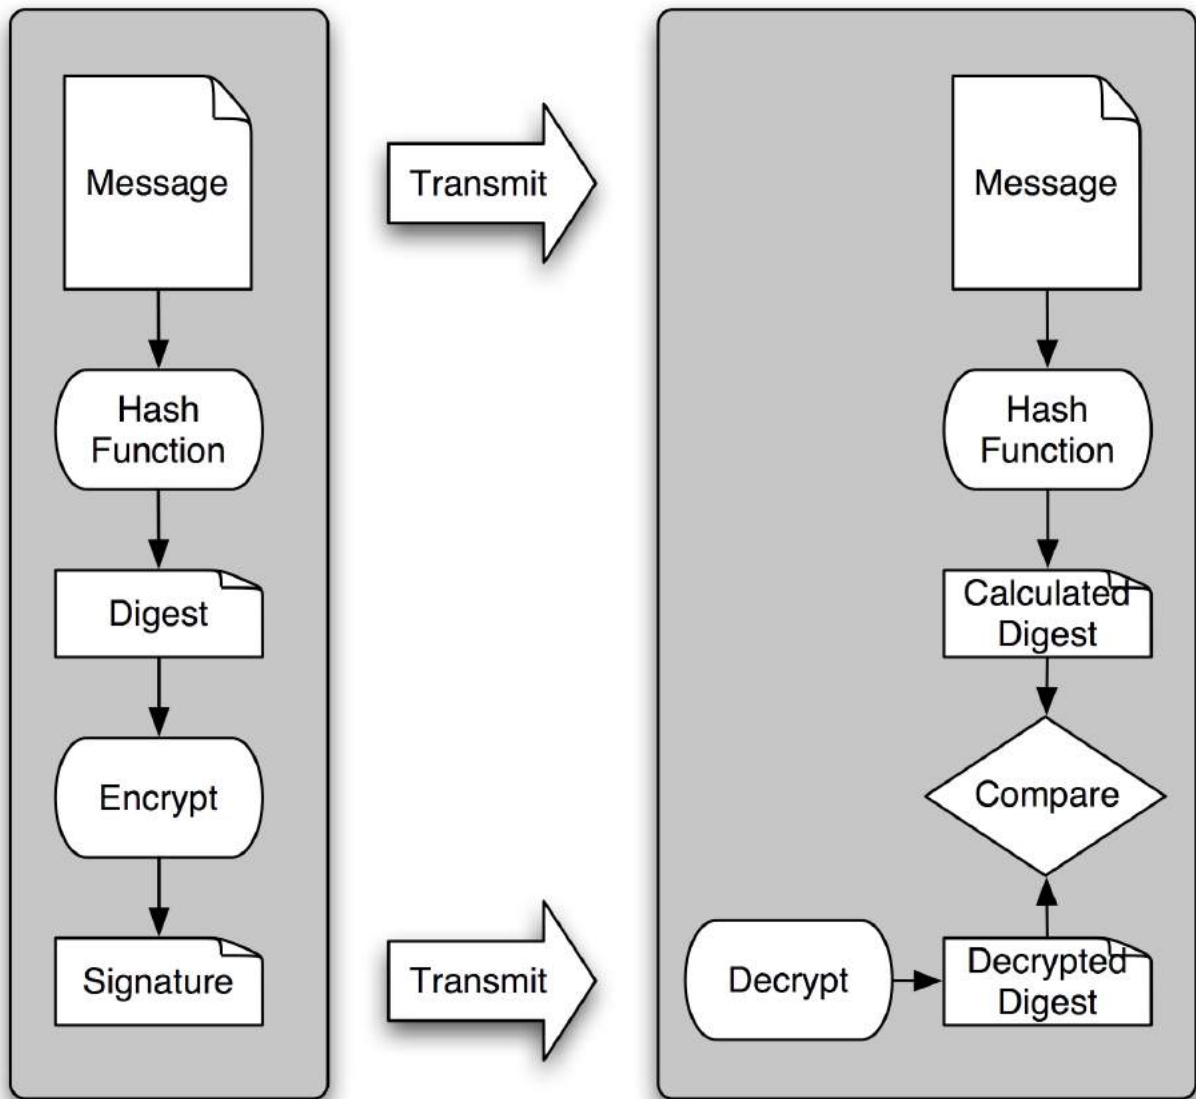 Message
Transmit
Message
Hash
Function
Hash
Function
Digest
Calculated
Digest
Encrypt
Compare
Signature
Transmit
Decrypt
Decrypted
Digest